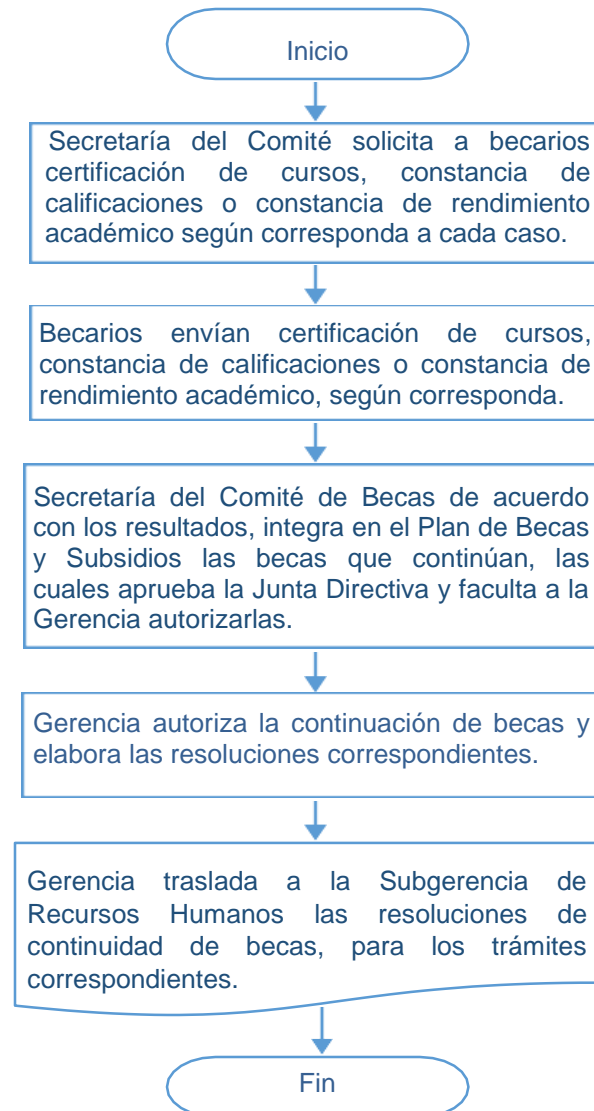 Inicio
Secretaría del Comité solicita a becarios
certificación de cursos, constancia de
calificaciones o constancia de rendimiento
académico según corresponda a cada caso.
Becarios envían certificación de cursos,
constancia de calificaciones o constancia de
rendimiento académico, según corresponda.
Secretaría del Comité de Becas de acuerdo
con los resultados, integra en el Plan de Becas
y Subsidios las becas que continúan, las
cuales aprueba la Junta Directiva y faculta a la
Gerencia autorizarlas.
Gerencia autoriza la continuación de becas y
elabora las resoluciones correspondientes.
Gerencia traslada a la Subgerencia de
Recursos Humanos las resoluciones de
continuidad de becas, para los trámites
correspondientes.
Fin